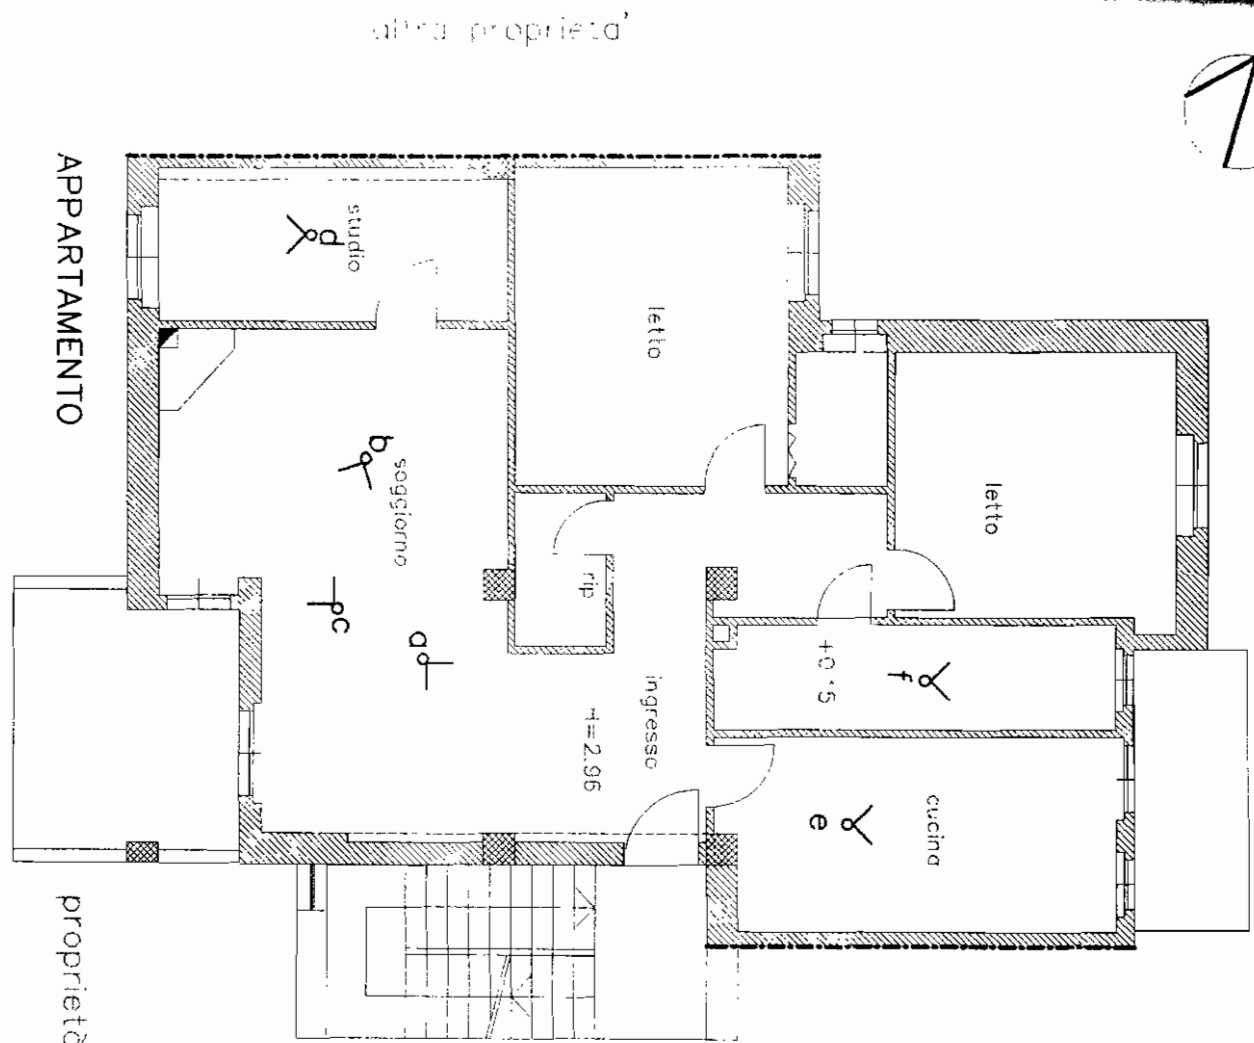 altra proprieta'
APPARTAMENTO
studio
d
letto
b
soggiorno
letto
rip
c
a
+0.15
f
ingresso
H=2.96
cucina
e
proprietà